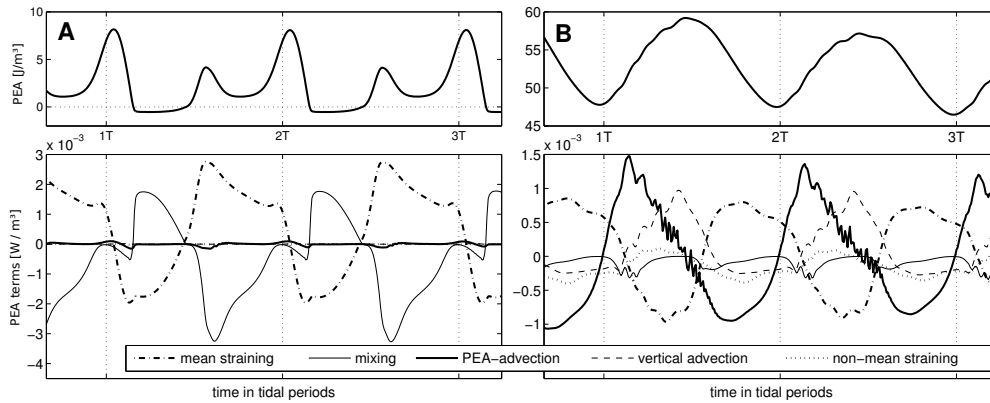 A
PEA [J/m³]
10
5
0
1T
2T
3T
x 10⁻³
PEA terms [W / m³]
3
2
1
0
−1
−2
−3
−4
time in tidal periods
B
60
55
50
45
1T
2T
3T
x 10⁻³
1.5
1
0.5
0
−0.5
−1
time in tidal periods
mean straining mixing PEA−advection vertical advection non−mean straining